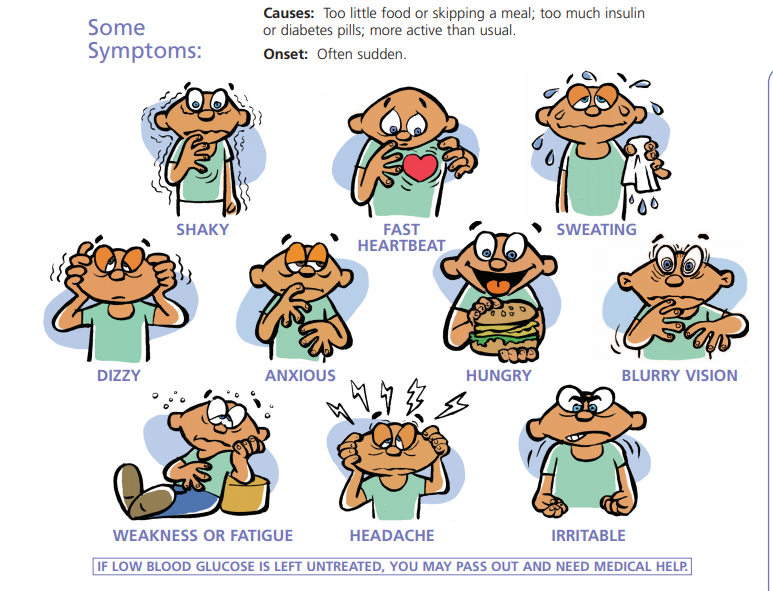 Some
Symptoms:
Causes: Too little food or skipping a meal; too much insulin
or diabetes pills; more active than usual.
Onset: Often sudden.
SHAKY
FAST
HEARTBEAT
SWEATING
DIZZY
ANXIOUS
HUNGRY
BLURRY VISION
WEAKNESS OR FATIGUE
HEADACHE
IRRITABLE
IF LOW BLOOD GLUCOSE IS LEFT UNTREATED, YOU MAY PASS OUT AND NEED MEDICAL HELP.